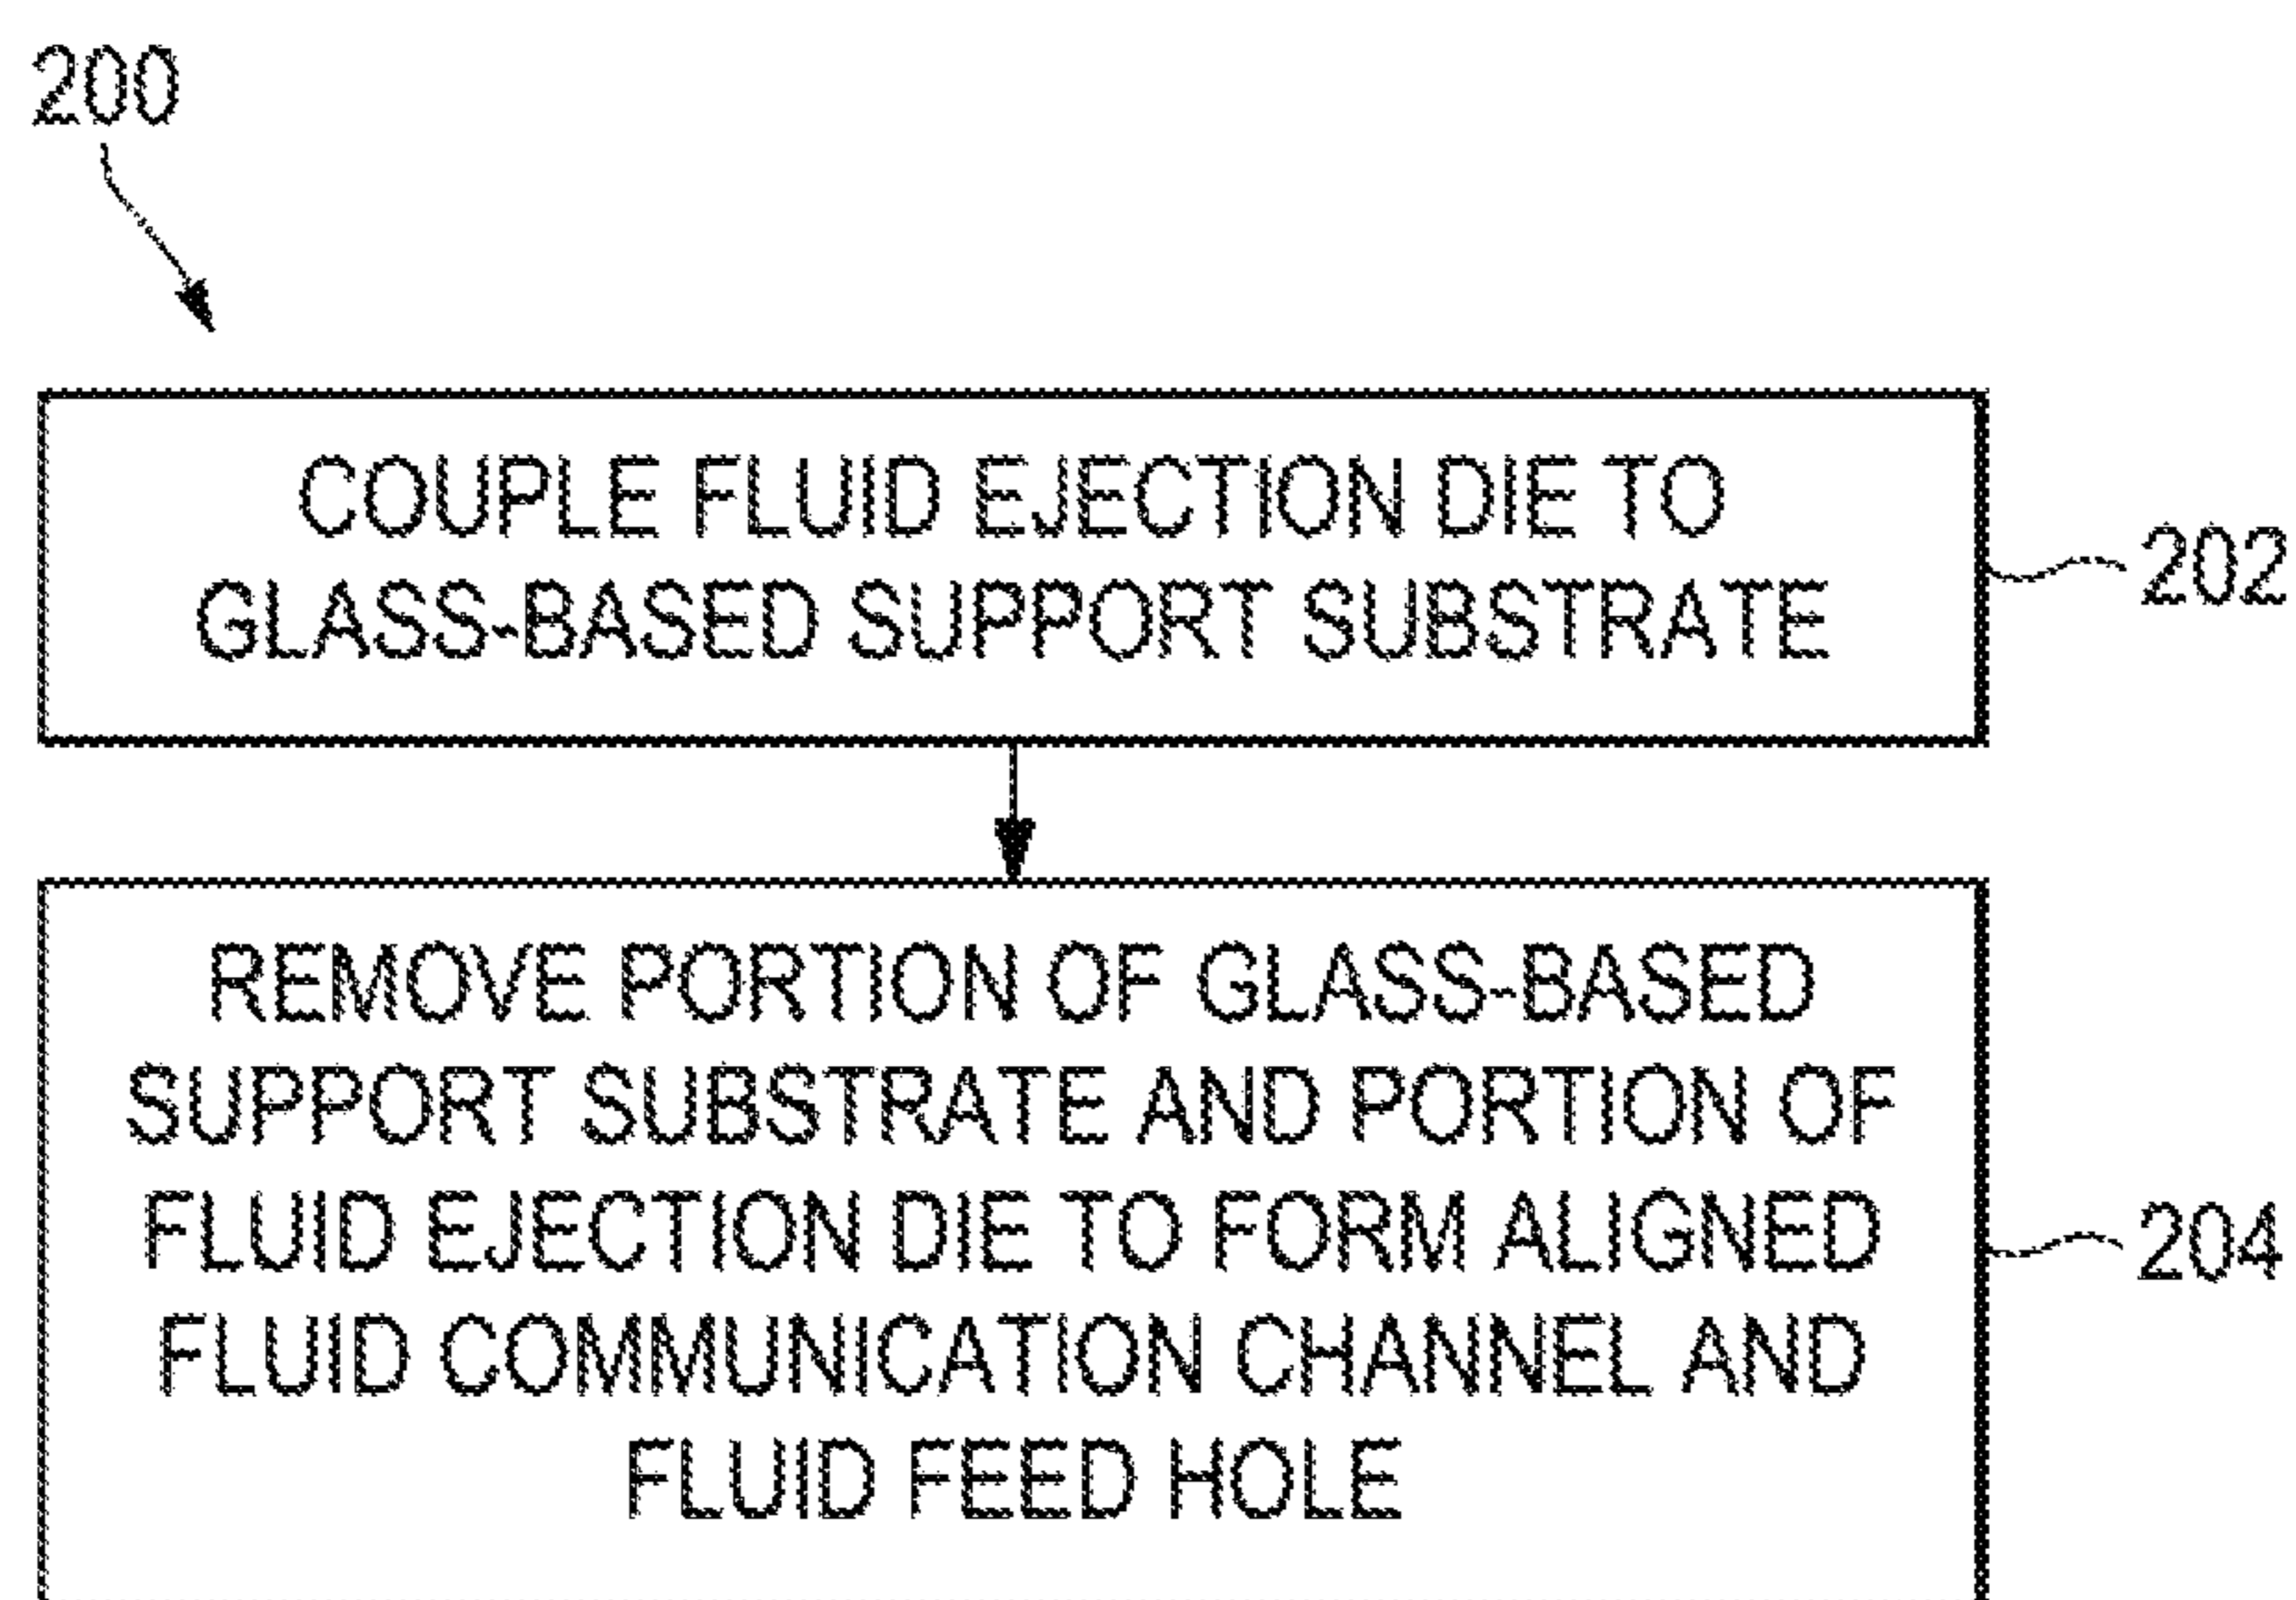 200
COUPLE FLUID EJECTION DIE TO
GLASS-BASED SUPPORT SUBSTRATE
202
REMOVE PORTION OF GLASS-BASED
SUPPORT SUBSTRATE AND PORTION OF
FLUID EJECTION DIE TO FORM ALIGNED
FLUID COMMUNICATION CHANNEL AND
FLUID FEED HOLE
204